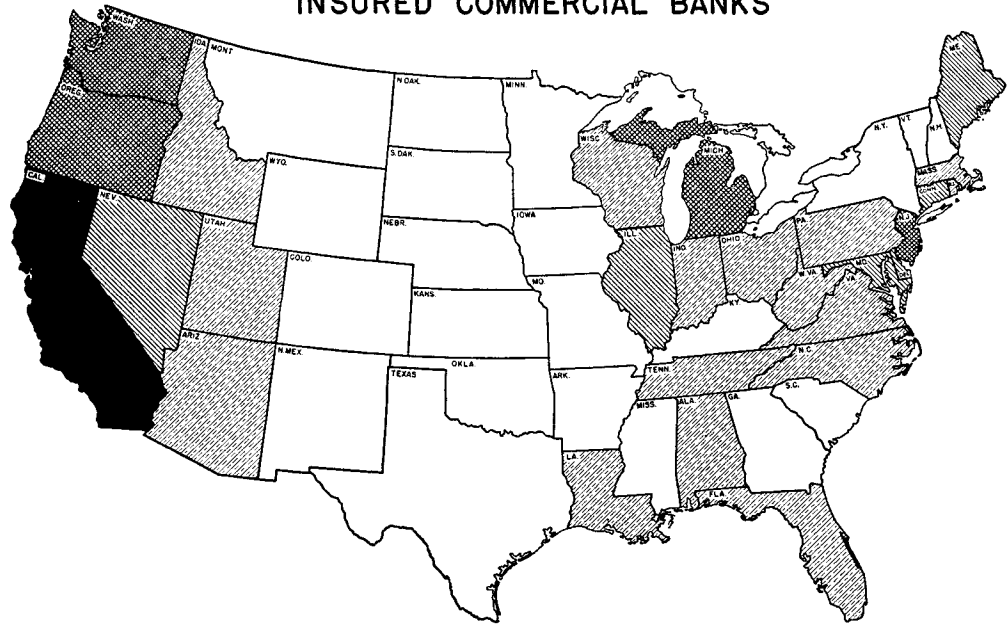 INSURED COMMERCIAL BANKS
WASH.
OREG.
CAL.
IDA.
NEV.
MONT.
WYO.
UTAH
ARIZ.
COLO.
N.MEX.
N.DAK.
S.DAK.
NEBR.
KANS.
OKLA.
TEXAS
MINN.
IOWA
MO.
ARK.
LA.
WISC.
ILL.
MICH.
IND.
OHIO
KY.
TENN.
MISS.
ALA.
GA.
FLA.
S.C.
N.C.
VA.
W.VA.
MD.
PA.
N.J.
N.Y.
CONN.
MASS.
VT.
N.H.
ME.